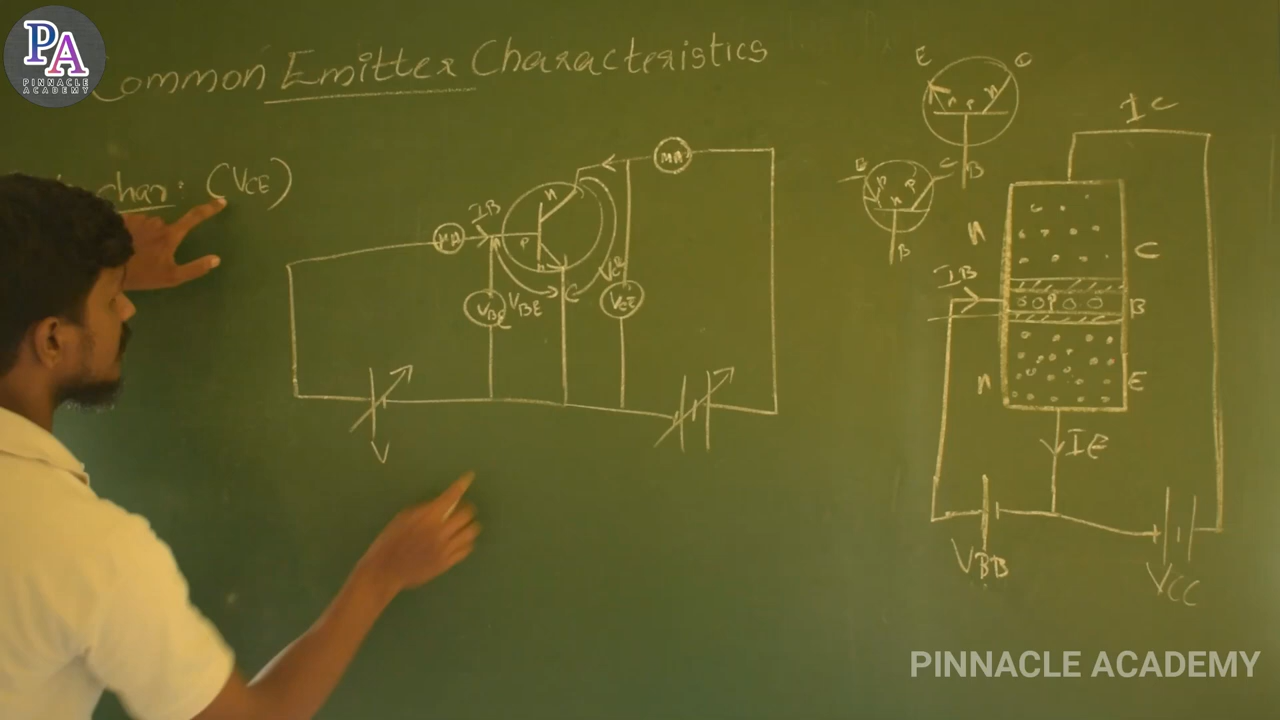 PA
PINNACLE
ACADEMY
Common Emitter Characteristics
char: (VCE)
MA
IB
n
P
n
MA
VBE
VBE
VCE
VCE
V
E C
n P n
B
E C
P n P
B
IC
n C
IB
B
n E
IE
VBB
VCC
PINNACLE ACADEMY